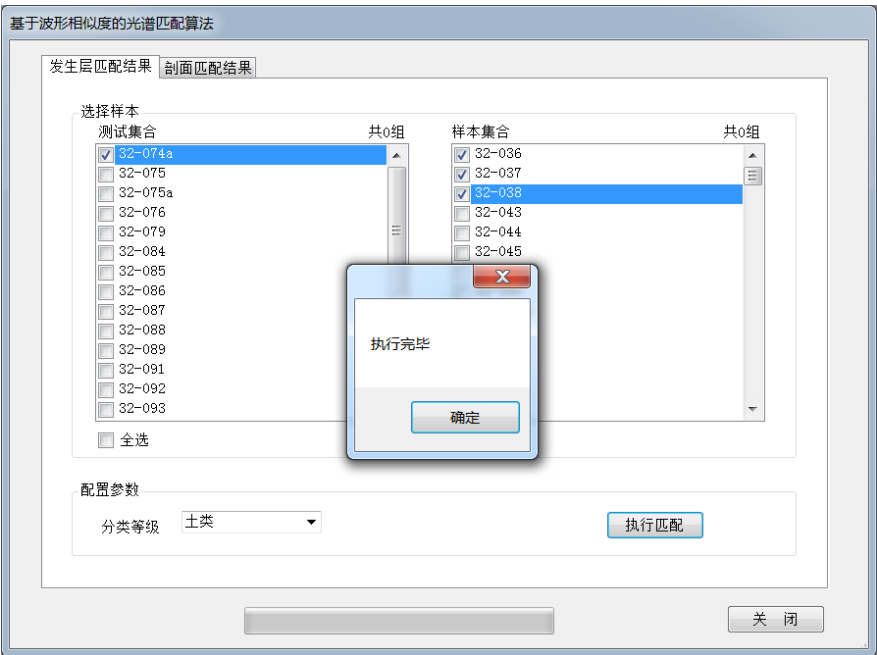 基于波形相似度的光谱匹配算法
发生层匹配结果
剖面匹配结果
选择样本
测试集合
共0组
32-074a
32-075
32-075a
32-076
32-079
32-084
32-085
32-086
32-087
32-088
32-089
32-091
32-092
32-093
全选
样本集合
共0组
32-036
32-037
32-038
32-043
32-044
32-045
执行完毕
确定
配置参数
分类等级
土类
执行匹配
关 闭